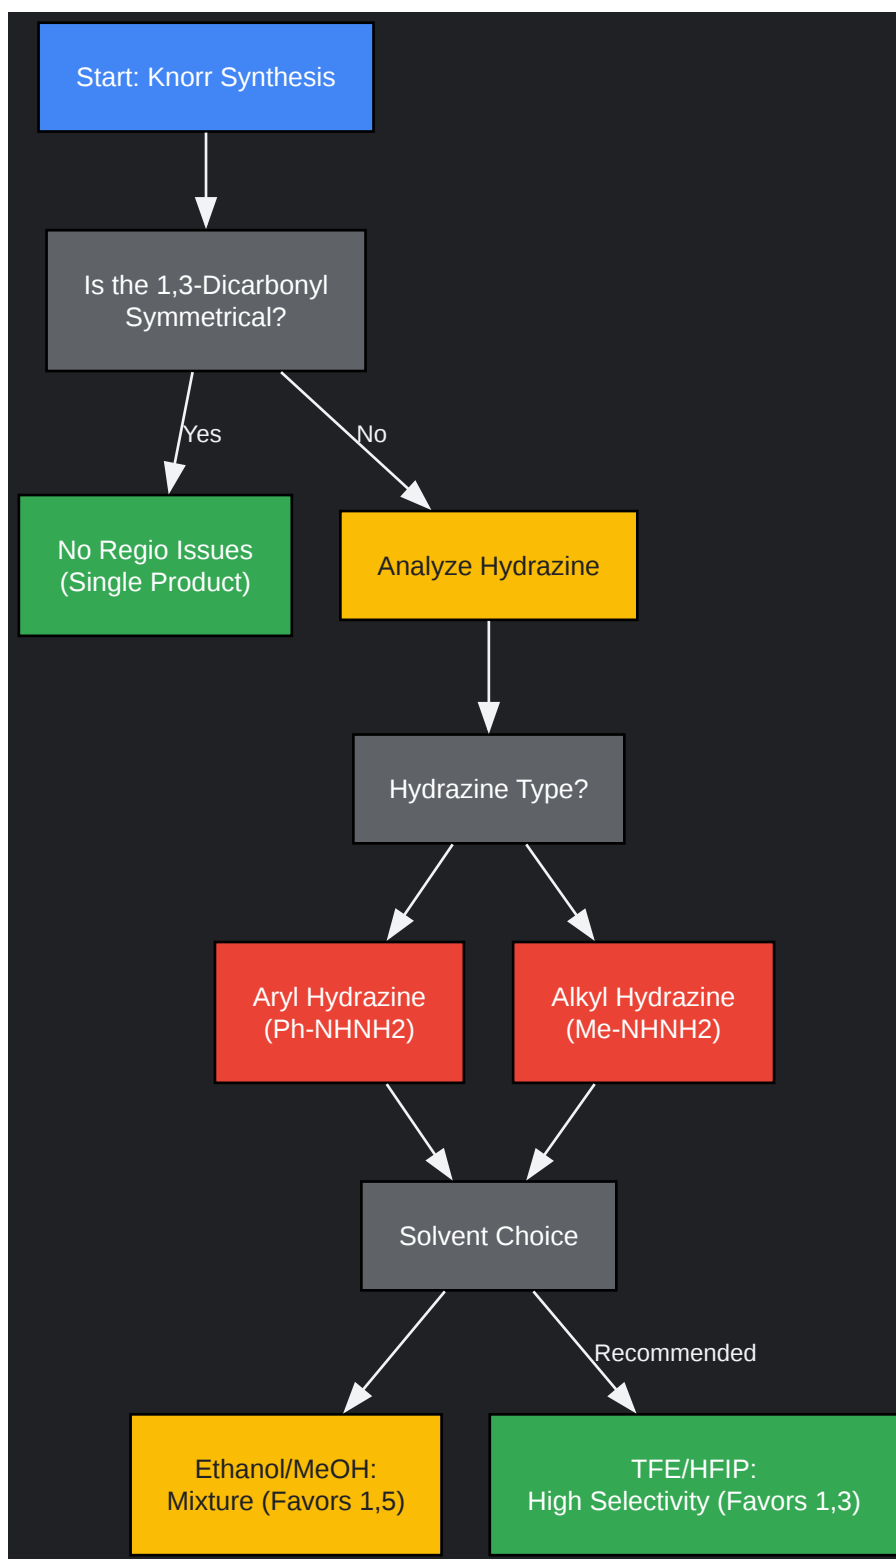 Start: Knorr Synthesis
Is the 1,3-Dicarbonyl
Symmetrical?
Yes
No
No Regio Issues
(Single Product)
Analyze Hydrazine
Hydrazine Type?
Aryl Hydrazine
(Ph-NHNH2)
Alkyl Hydrazine
(Me-NHNH2)
Solvent Choice
Recommended
Ethanol/MeOH:
Mixture (Favors 1,5)
TFE/HFIP:
High Selectivity (Favors 1,3)